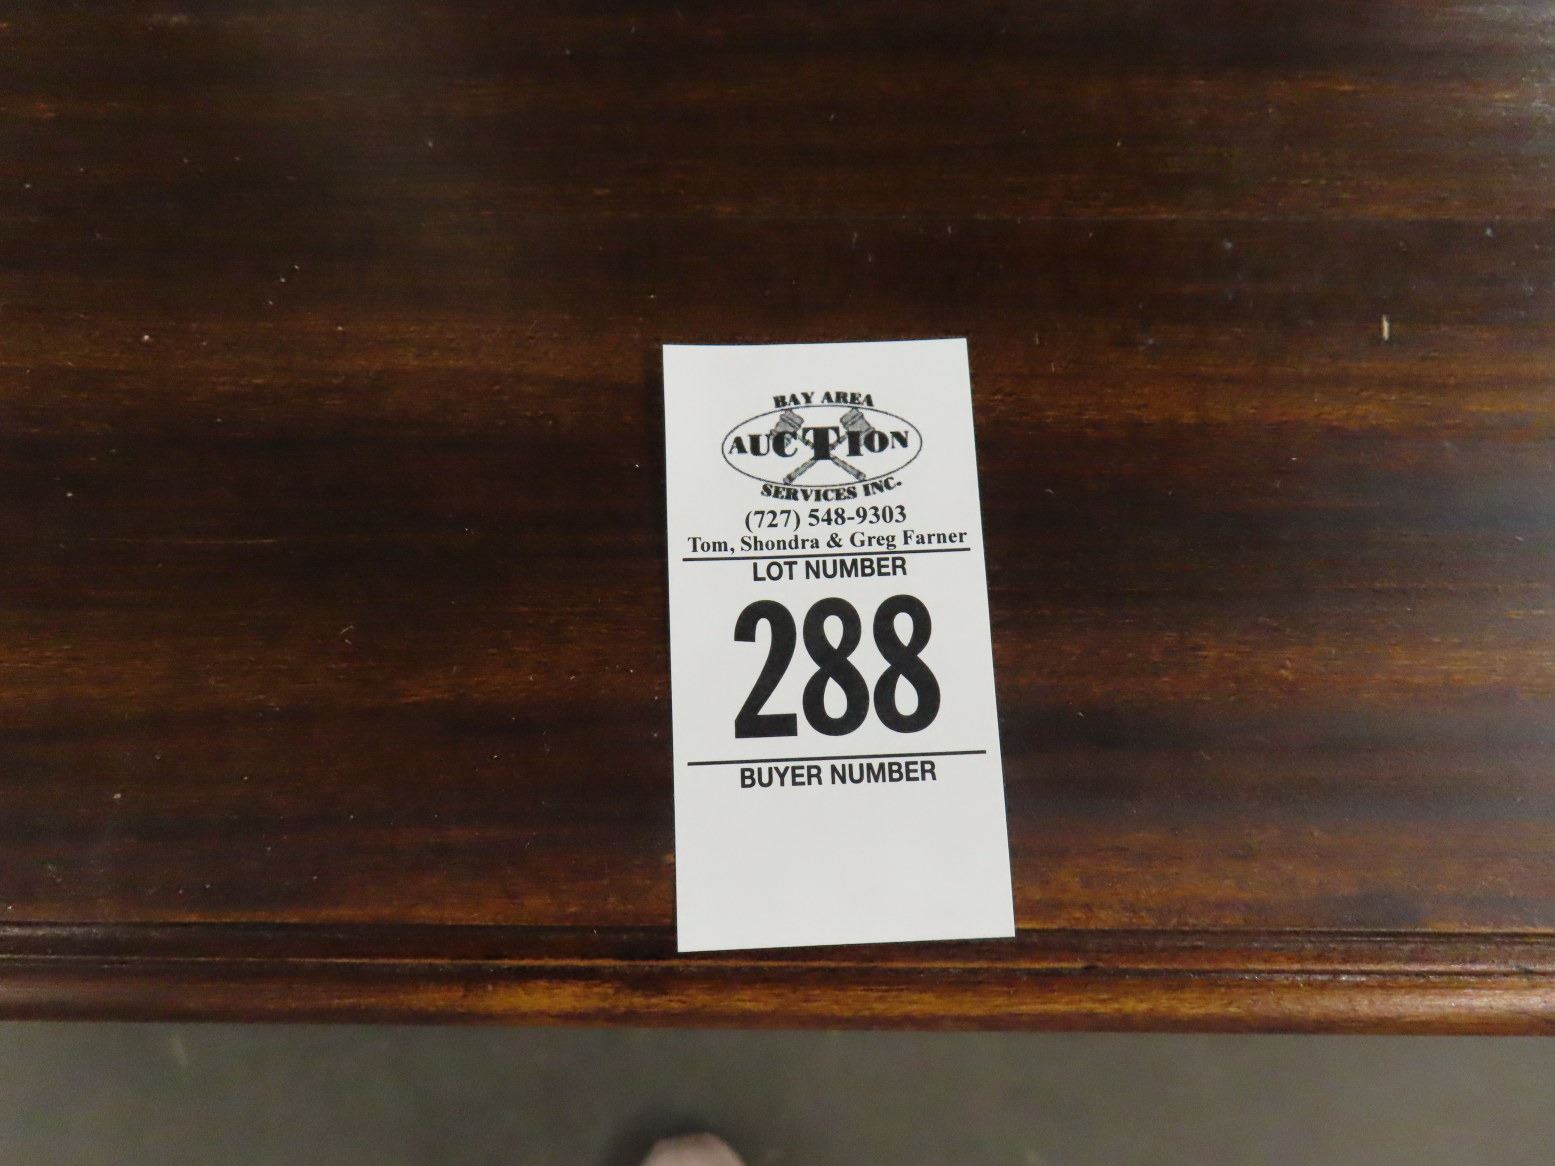 BAY AREA
AUCTION
SERVICES INC.
(727) 548-9303
Tom, Shondra & Greg Farner
LOT NUMBER
288
BUYER NUMBER